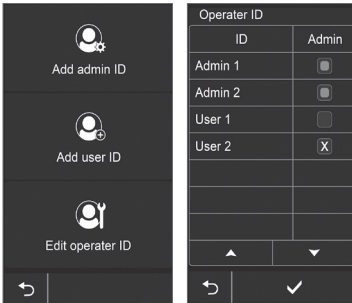 Add admin ID
Add user ID
Edit operater ID
Operater ID
ID Admin
Admin 1
Admin 2
User 1
User 2 X